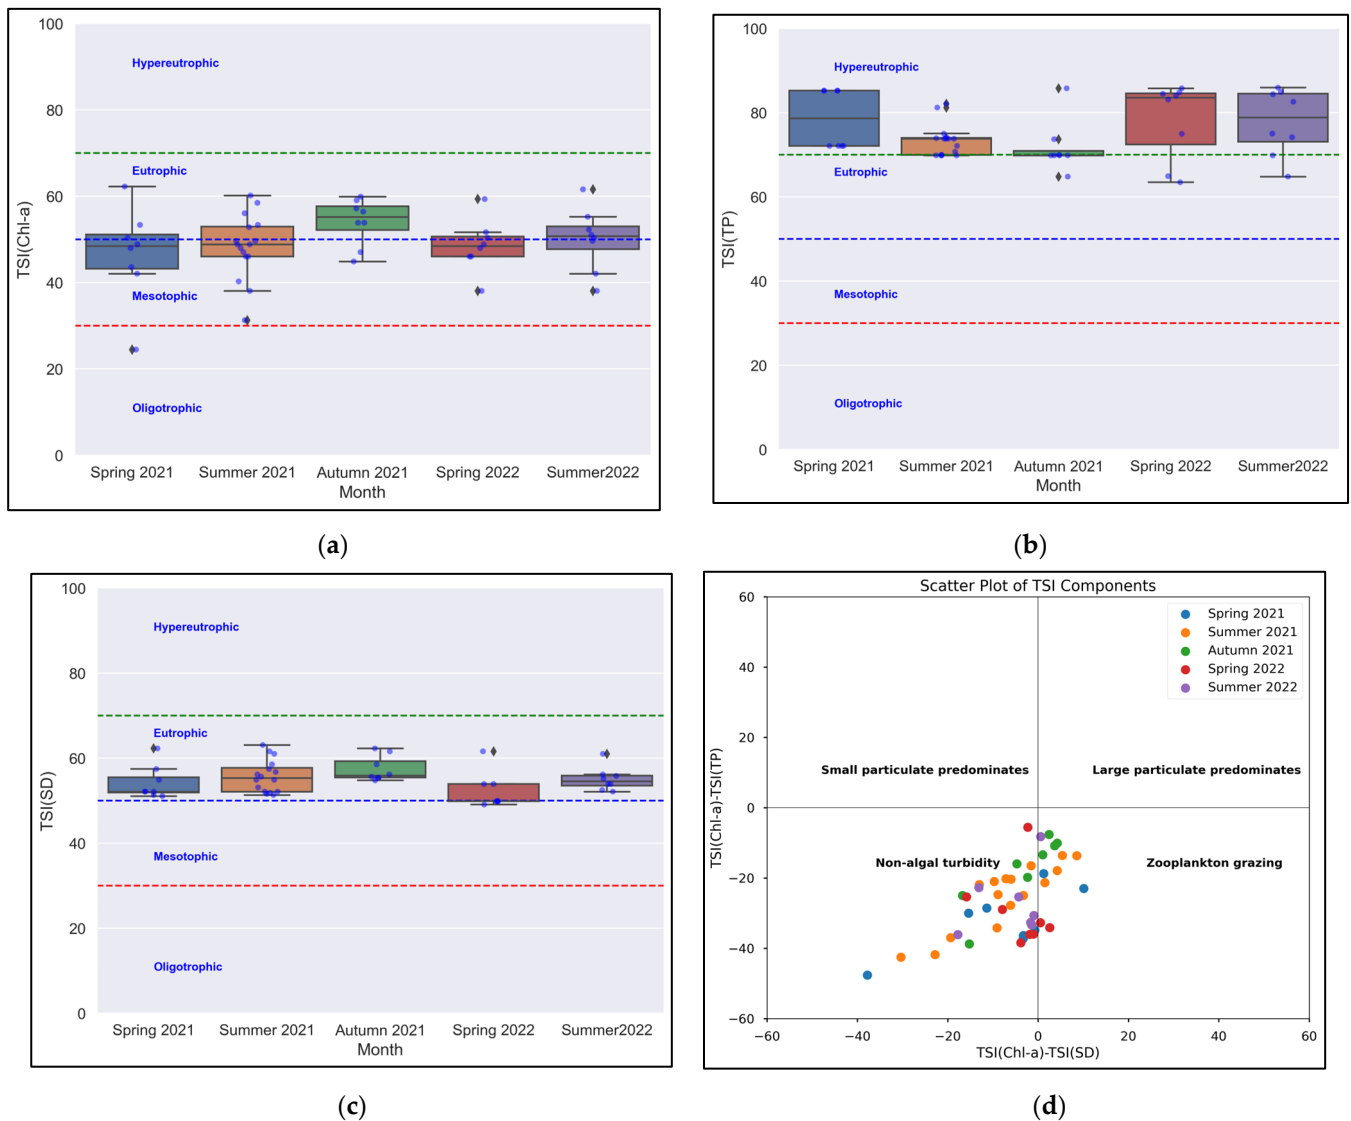 100
80
60
40
20
0
TSI(Chl-a)
Hypereutrophic
Eutrophic
Mesotophic
Oligotrophic
Spring 2021 Summer 2021 Autumn 2021 Spring 2022 Summer2022
Month
(a)
100
80
60
40
20
0
TSI(TP)
Hypereutrophic
Eutrophic
Mesotophic
Oligotrophic
Spring 2021 Summer 2021 Autumn 2021 Spring 2022 Summer2022
Month
(b)
100
80
60
40
20
0
TSI(SD)
Hypereutrophic
Eutrophic
Mesotophic
Oligotrophic
Spring 2021 Summer 2021 Autumn 2021 Spring 2022 Summer2022
Month
(c)
Scatter Plot of TSI Components
60
40
20
0
−20
−40
−60
TSI(Chl-a)-TSI(TP)
Spring 2021
Summer 2021
Autumn 2021
Spring 2022
Summer 2022
Small particulate predominates Large particulate predominates
Non-algal turbidity Zooplankton grazing
−60 −40 −20 0 20 40 60
TSI(Chl-a)-TSI(SD)
(d)